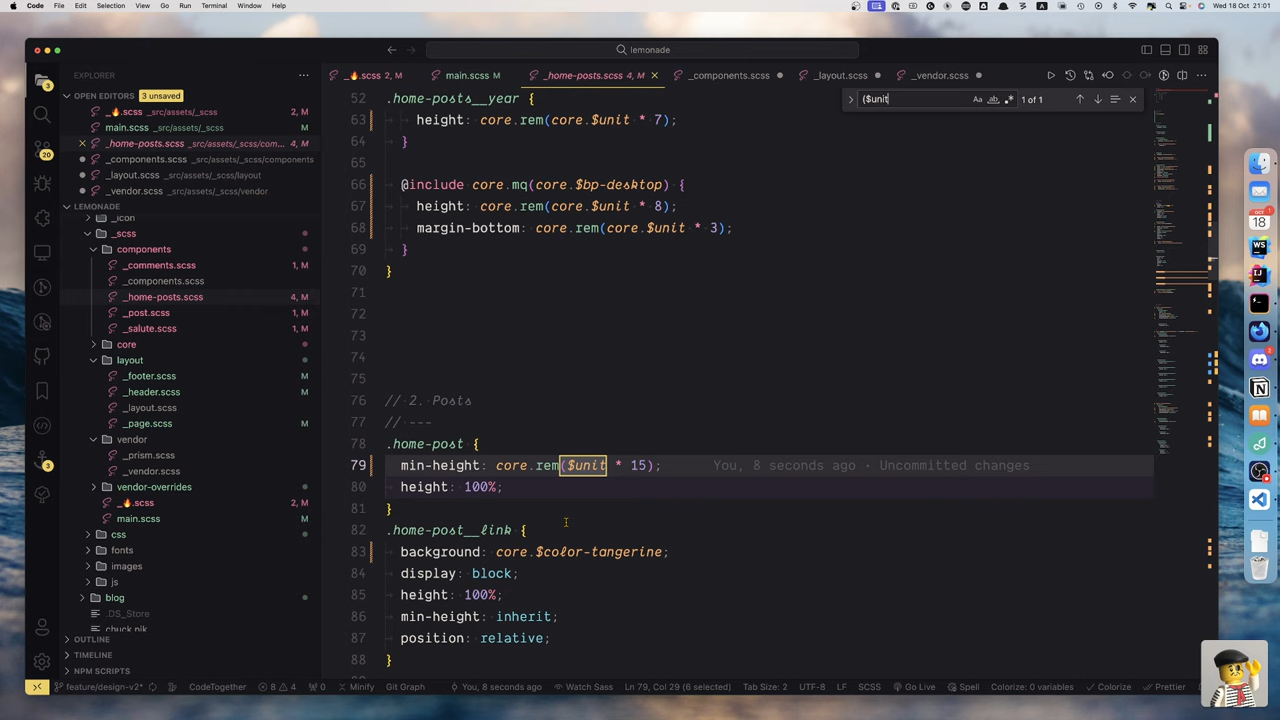 Code File Edit Selection View Go Run Terminal Window Help
Wed 18 Oct 21:01
lemonade
EXPLORER
_🔥.scss 2, M
main.scss M
_home-posts.scss 4, M
_components.scss
_layout.scss
_vendor.scss
OPEN EDITORS 3 unsaved
_🔥.scss _src/assets/_scss 2, M
main.scss _src/assets/_scss M
_home-posts.scss _src/assets/_scss/com... 4, M
_components.scss _src/assets/_scss/components
_layout.scss _src/assets/_scss/layout
_vendor.scss _src/assets/_scss/vendor
LEMONADE
_icon
_scss
components
_comments.scss 1, M
_components.scss
_home-posts.scss 4, M
_post.scss 1, M
_salute.scss 1, M
core
layout
_footer.scss M
_header.scss M
_layout.scss
_page.scss M
vendor
_prism.scss M
_vendor.scss
vendor-overrides
_🔥.scss 2, M
main.scss M
css
fonts
images
js
blog
.DS_Store
chuck.njk
OUTLINE
TIMELINE
NPM SCRIPTS
3
20
3
($unit
Aa ab .*
1 of 1
52 .home-posts__year {
63 height: core.rem(core.$unit * 7);
64 }
65
66 @include core.mq(core.$bp-desktop) {
67 height: core.rem(core.$unit * 8);
68 margin-bottom: core.rem(core.$unit * 3);
69 }
70 }
71
72
73
74
75
76 // 2. Posts
77 // ---
78 .home-post {
79 min-height: core.rem($unit * 15); You, 8 seconds ago • Uncommitted changes
80 height: 100%;
81 }
82 .home-post__link {
83 background: core.$color-tangerine;
84 display: block;
85 height: 100%;
86 min-height: inherit;
87 position: relative;
88 }
feature/design-v2* CodeTogether 8 4 0 Minify Git Graph You, 8 seconds ago Watch Sass Ln 79, Col 29 (6 selected) Tab Size: 2 UTF-8 LF SCSS Go Live Spell Colorize: 0 variables Colorize Prettier
OCT
18
WS
IJ
2